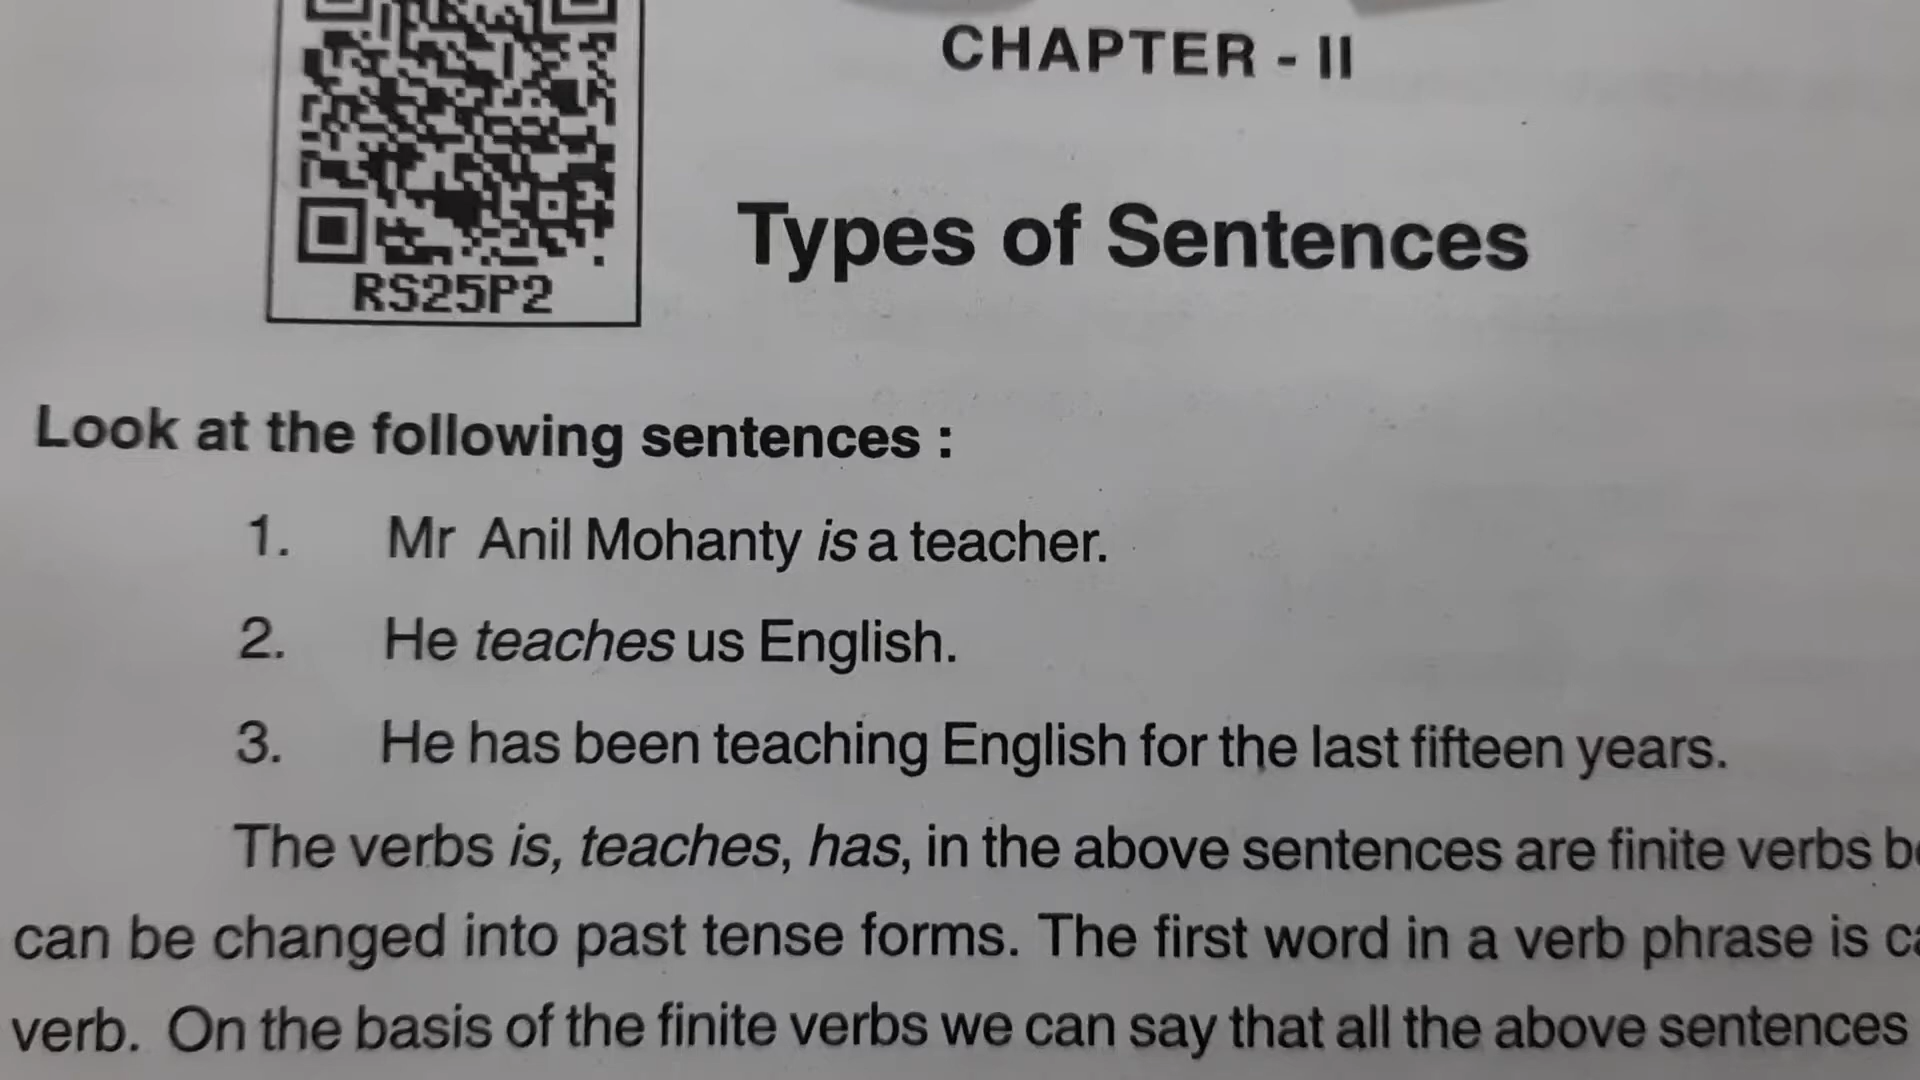 CHAPTER - II
RS25P2
Types of Sentences
Look at the following sentences :
1. Mr Anil Mohanty is a teacher.
2. He teaches us English.
3. He has been teaching English for the last fifteen years.
The verbs is, teaches, has, in the above sentences are finite verbs
can be changed into past tense forms. The first word in a verb phrase is
verb. On the basis of the finite verbs we can say that all the above sentences